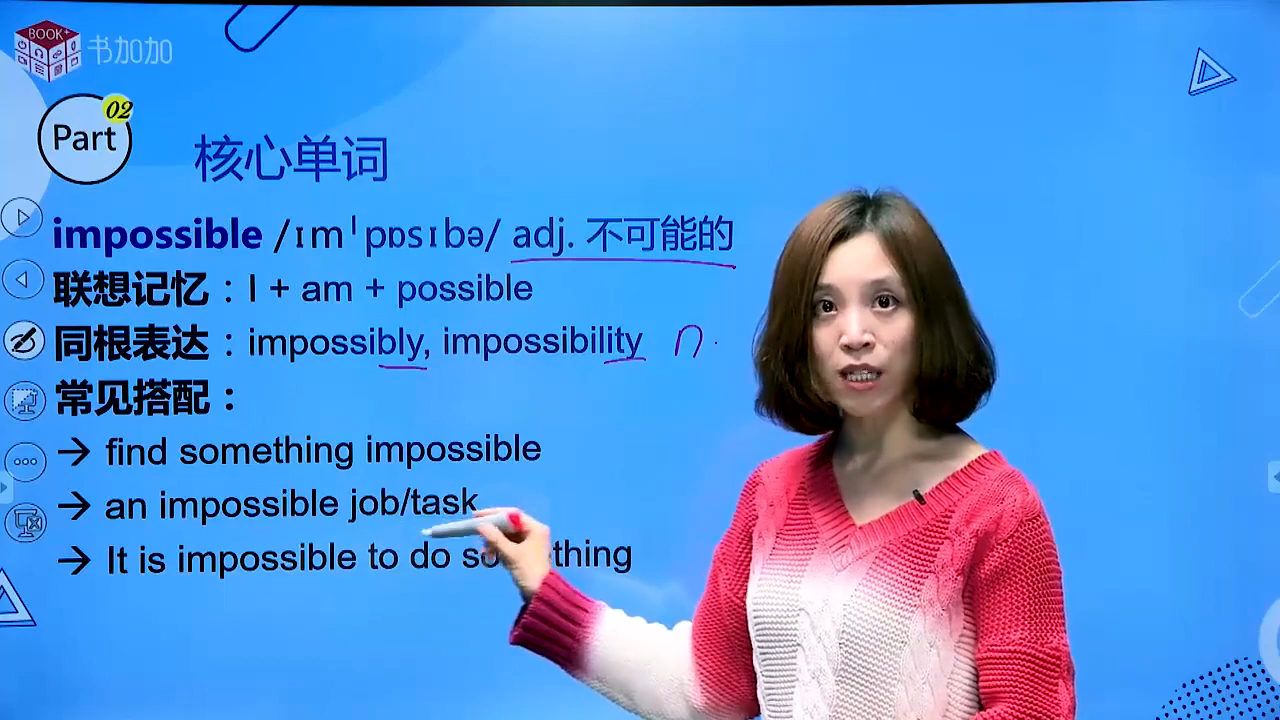 BOOK+ 书加加
Part 02
核心单词
impossible /ɪmˈpɒsɪbə/ adj. 不可能的
联想记忆：I + am + possible
同根表达：impossibly, impossibility n.
常见搭配：
→ find something impossible
→ an impossible job/task
→ It is impossible to do so thing